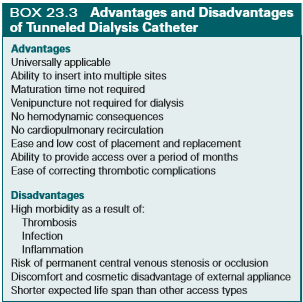 BOX 23.3 Advantages and Disadvantages
of Tunneled Dialysis Catheter
Advantages
Universally applicable
Ability to insert into multiple sites
Maturation time not required
Venipuncture not required for dialysis
No hemodynamic consequences
No cardiopulmonary recirculation
Ease and low cost of placement and replacement
Ability to provide access over a period of months
Ease of correcting thrombotic complications
Disadvantages
High morbidity as a result of:
Thrombosis
Infection
Inflammation
Risk of permanent central venous stenosis or occlusion
Discomfort and cosmetic disadvantage of external appliance
Shorter expected life span than other access types